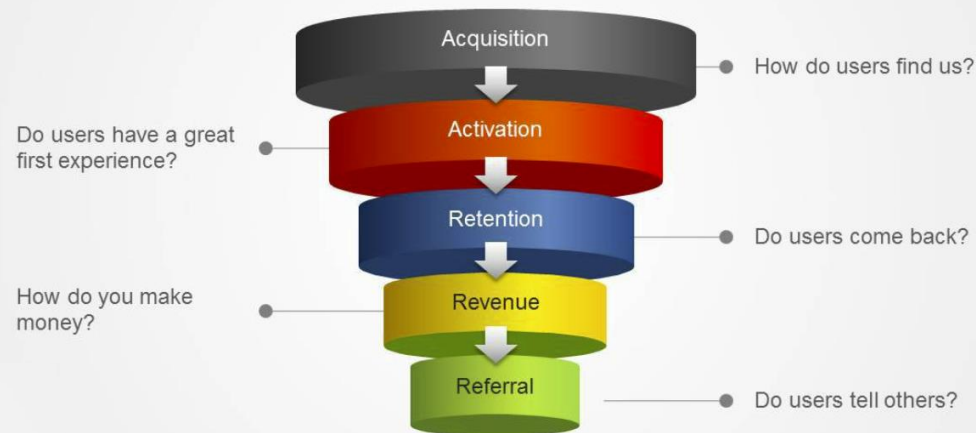 Acquisition
How do users find us?
Activation
Do users have a great
first experience?
Retention
Do users come back?
Revenue
How do you make
money?
Referral
Do users tell others?